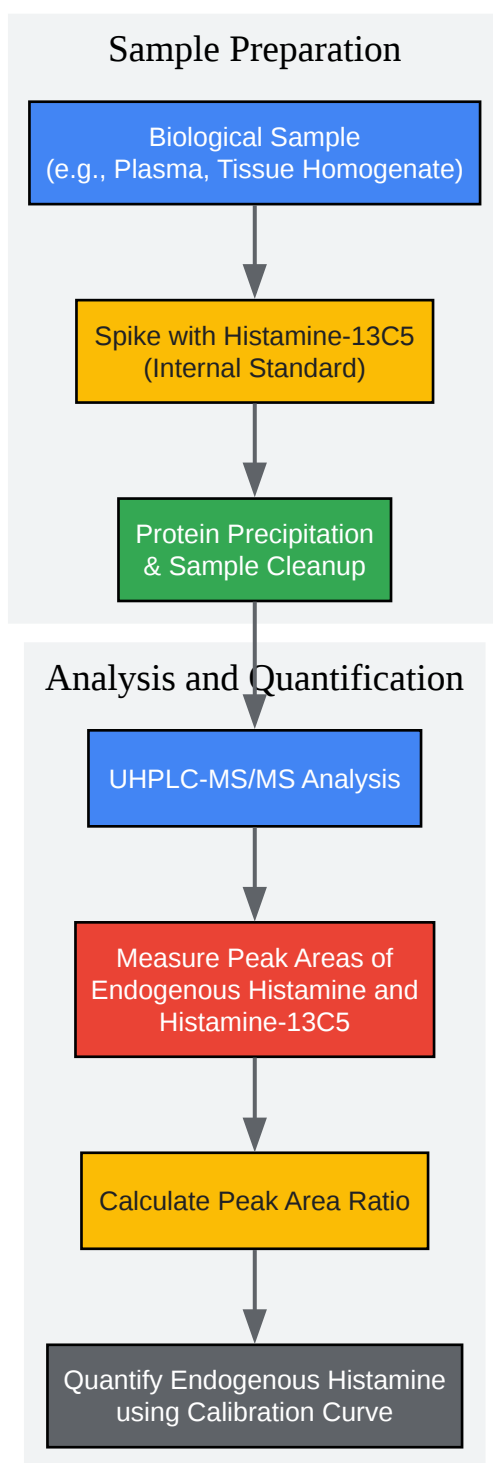 Sample Preparation
Biological Sample
(e.g., Plasma, Tissue Homogenate)
Spike with Histamine-13C5
(Internal Standard)
Protein Precipitation
& Sample Cleanup
Analysis and Quantification
UHPLC-MS/MS Analysis
Measure Peak Areas of
Endogenous Histamine and
Histamine-13C5
Calculate Peak Area Ratio
Quantify Endogenous Histamine
using Calibration Curve